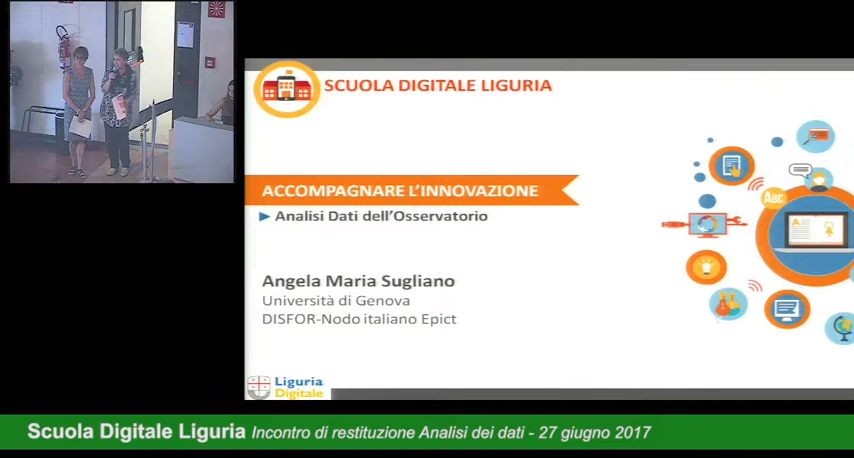 SCUOLA DIGITALE LIGURIA
ACCOMPAGNARE L'INNOVAZIONE
Analisi Dati dell'Osservatorio
Angela Maria Sugliano
Università di Genova
DISFOR-Nodo italiano Epict
ABC
A
Liguria
Digitale
Scuola Digitale Liguria Incontro di restituzione Analisi dei dati - 27 giugno 2017